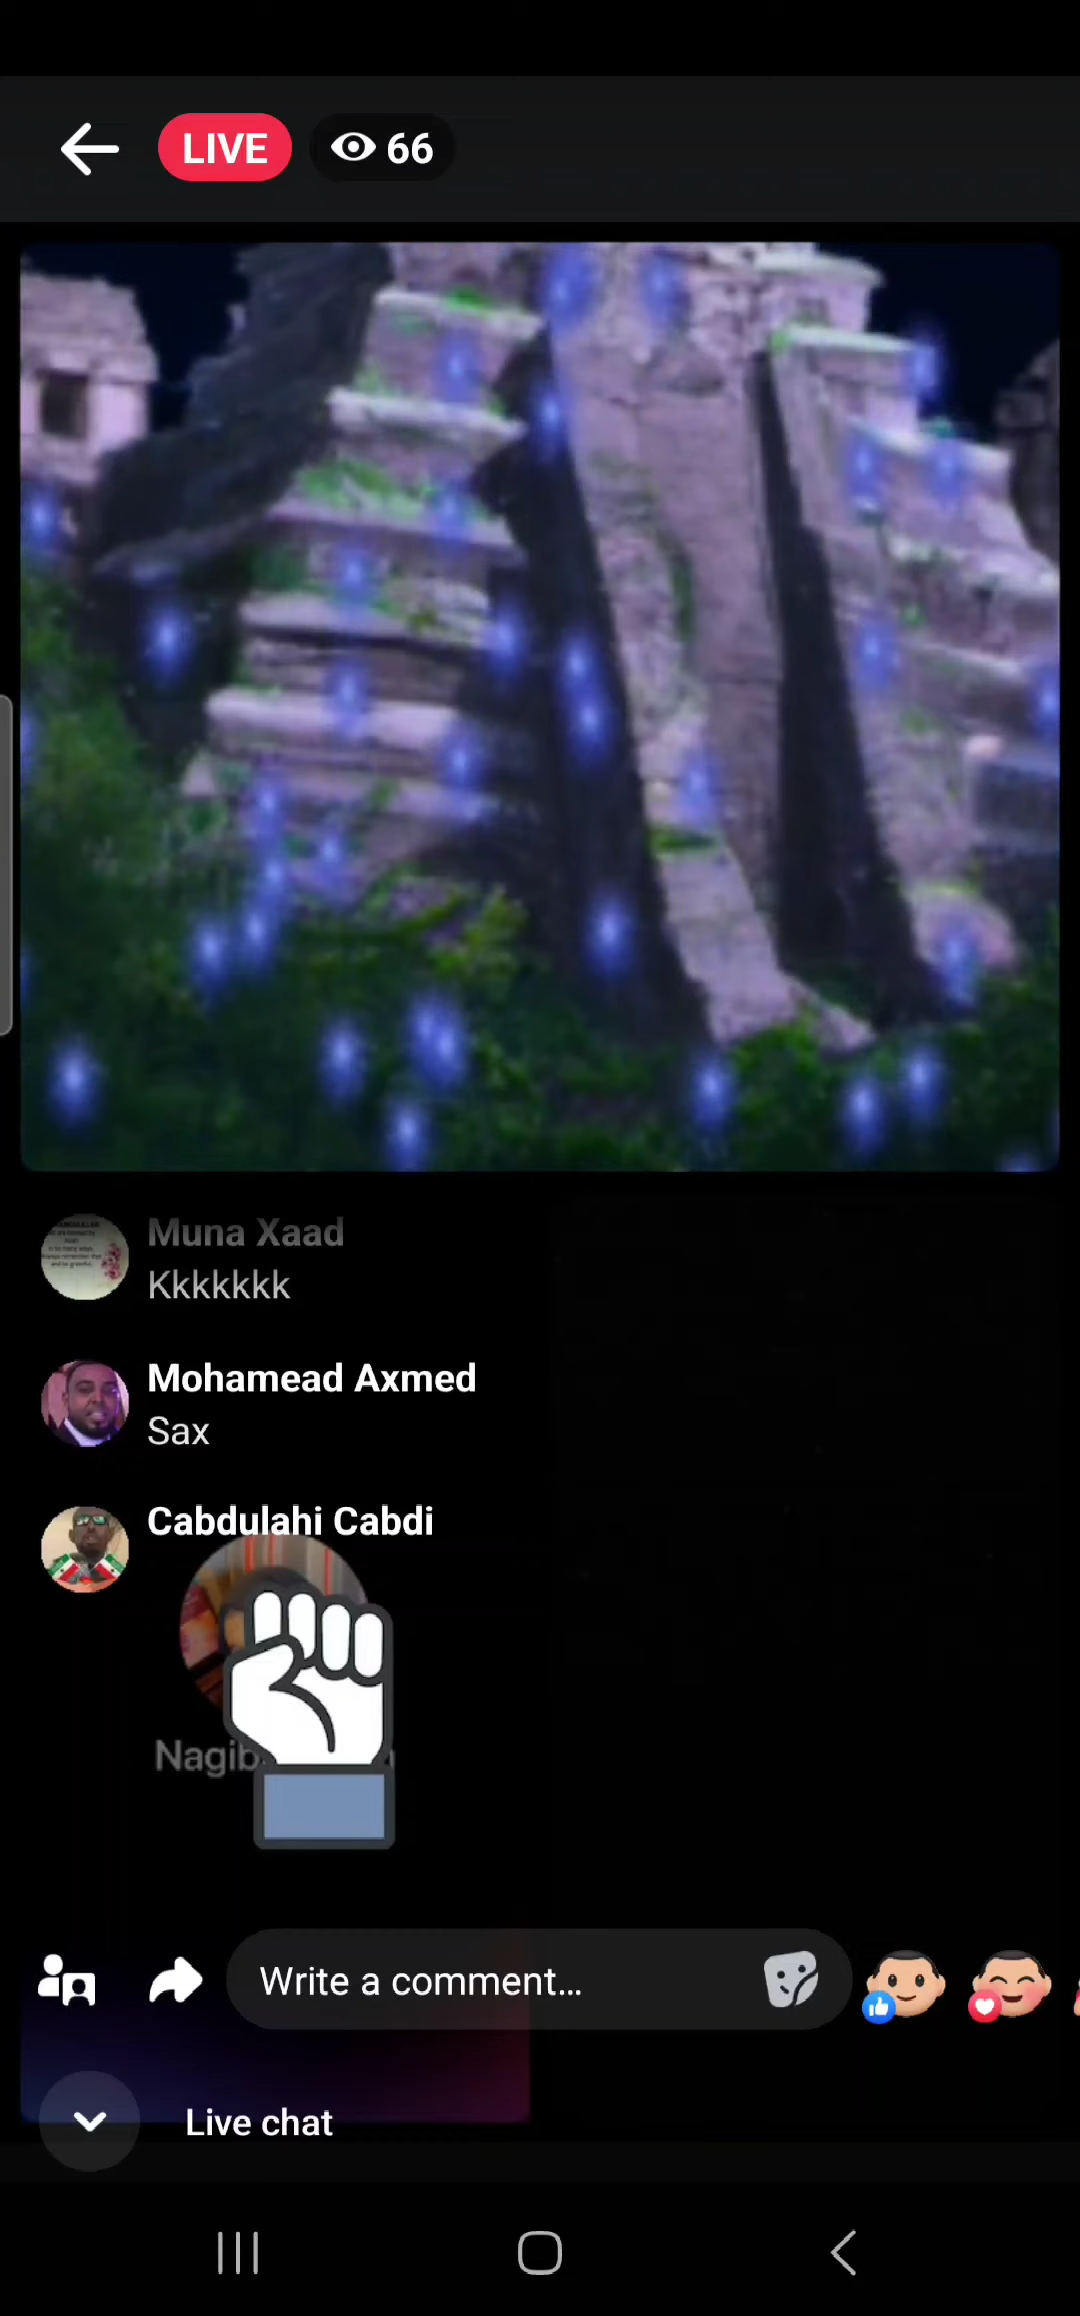 LIVE 66
Muna Xaad
Kkkkkkk
Mohamead Axmed
Sax
Cabdulahi Cabdi
Write a comment...
Live chat